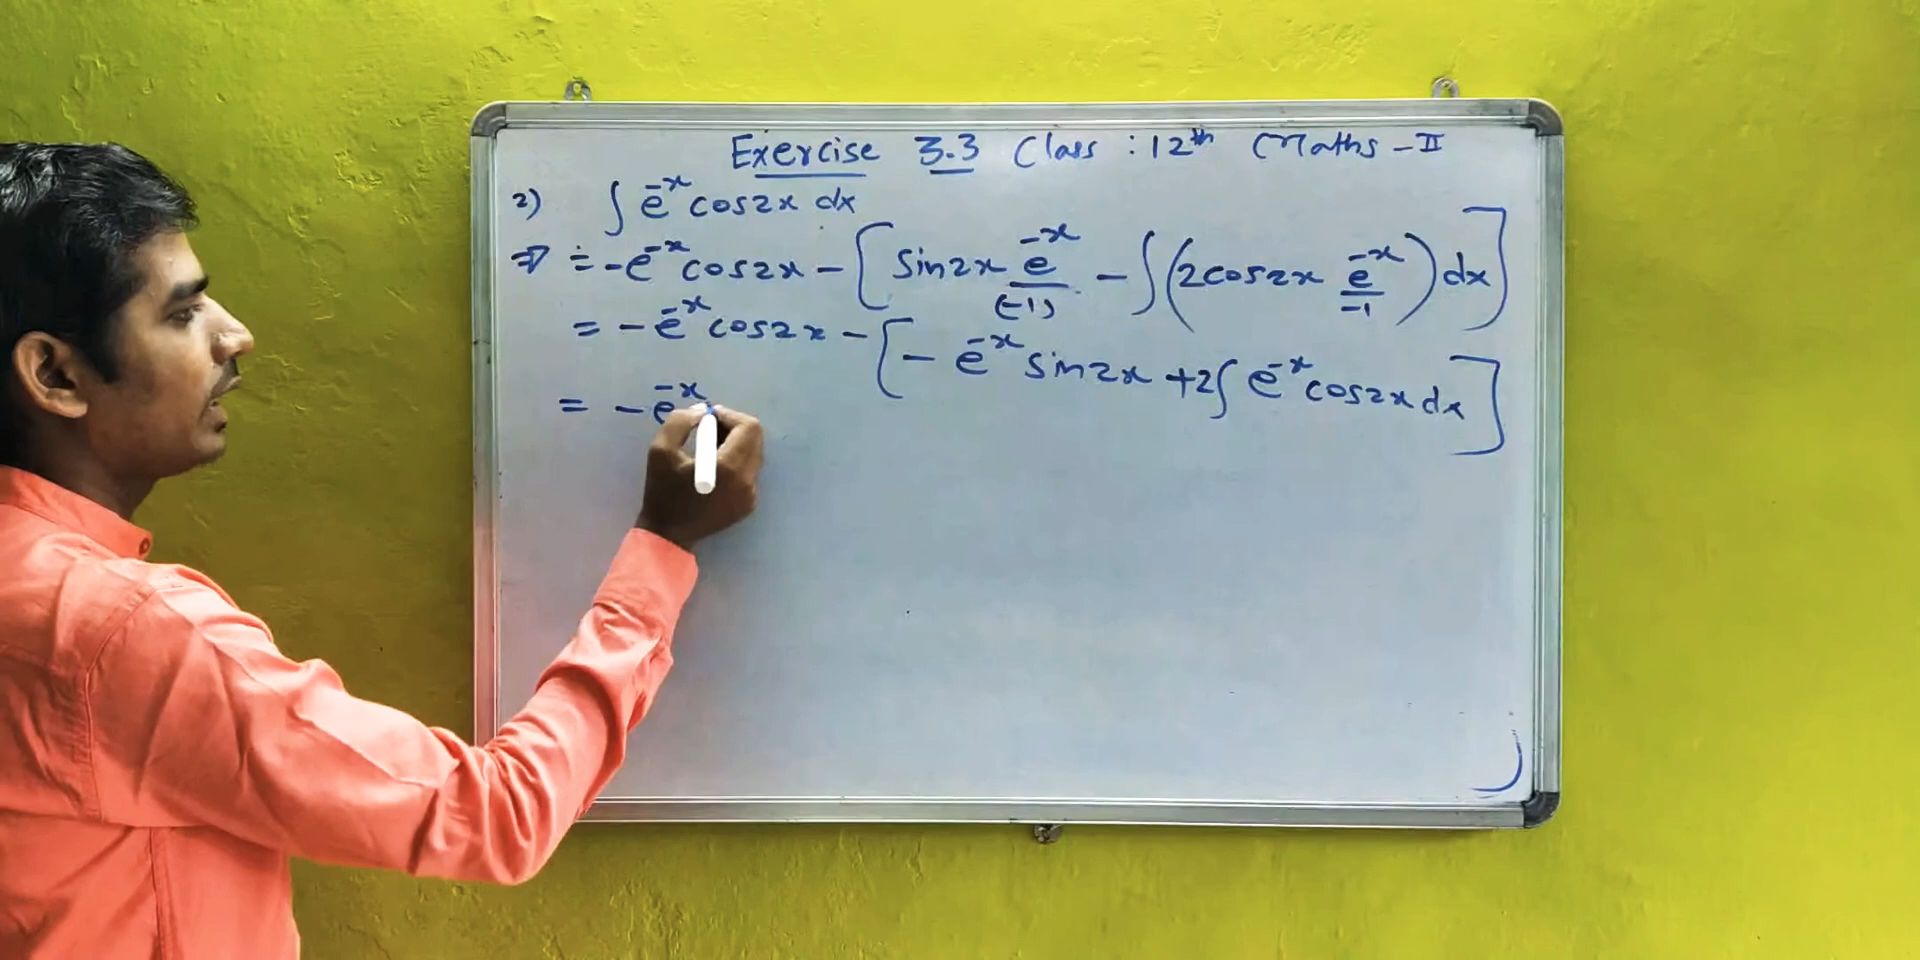 Exercise 3.3 Class : 12th Maths - II
2) ∫ e^-x cos2x dx
⇒ = -e^-x cos2x - [ sin2x e^-x/(-1) - ∫ (2cos2x e^-x/-1) dx ]
= - e^-x cos2x - [ - e^-x sin2x + 2∫ e^-x cos2x dx ]
= - e^-x